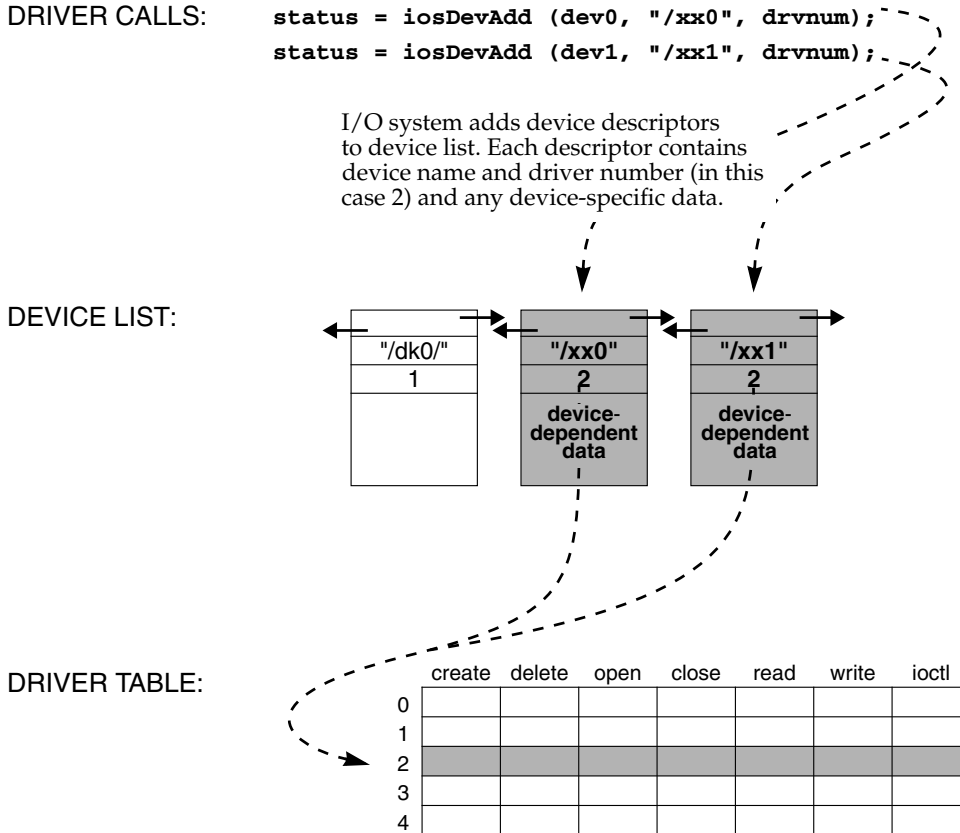 DRIVER CALLS:
status = iosDevAdd (dev0, "/xx0", drvnum);
status = iosDevAdd (dev1, "/xx1", drvnum);
I/O system adds device descriptors
to device list. Each descriptor contains
device name and driver number (in this
case 2) and any device-specific data.
DEVICE LIST:
"/dk0/"
1
"/xx0"
2
device-
dependent
data
"/xx1"
2
device-
dependent
data
DRIVER TABLE:
create delete open close read write ioctl
0
1
2
3
4